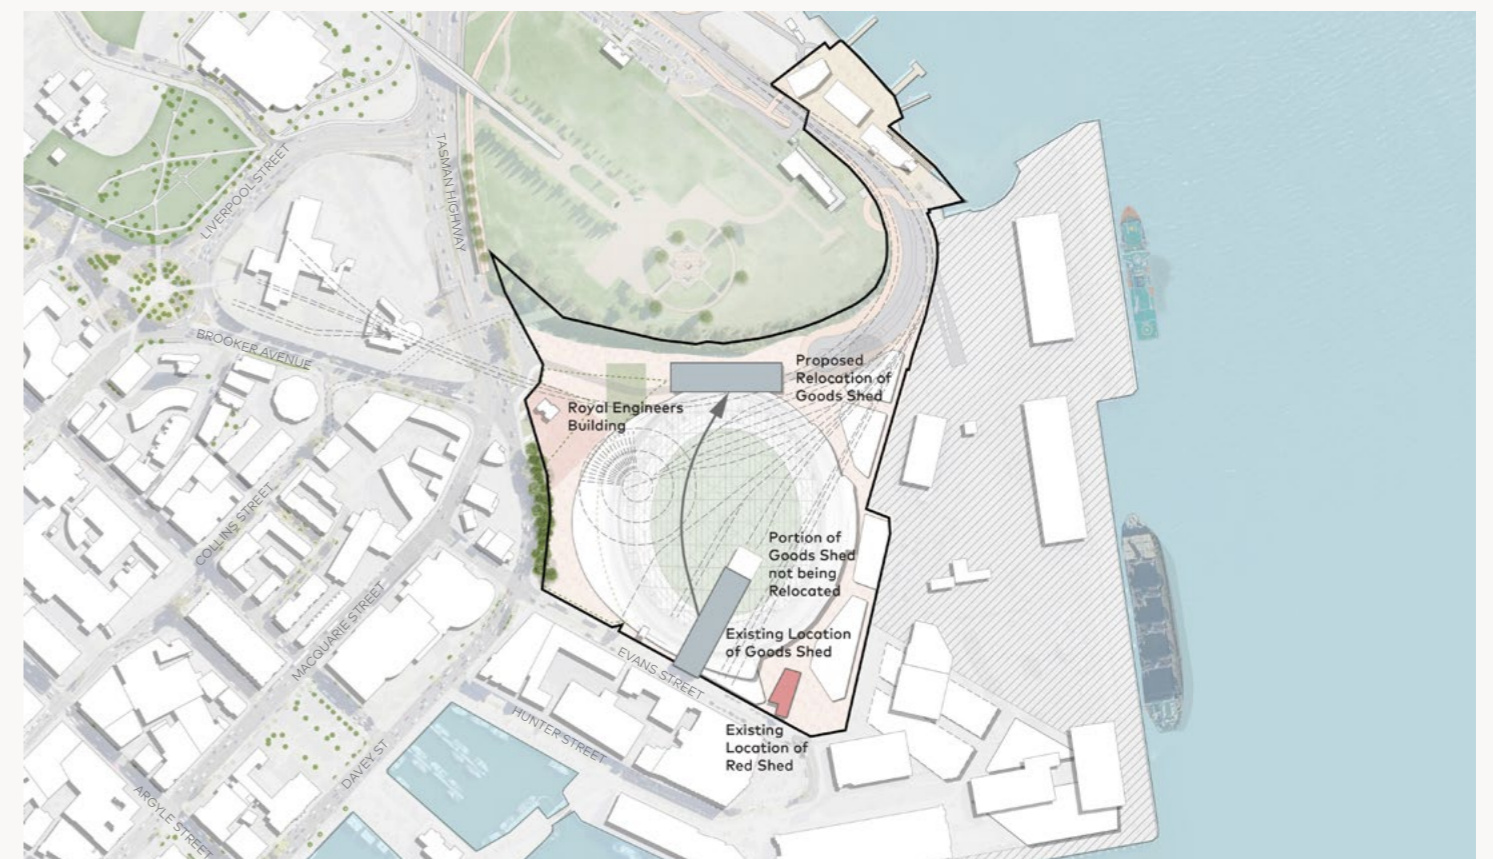 LIVERPOOL STREET
TASMAN HIGHWAY
BROOKER AVENUE
Proposed
Relocation of
Goods Shed
Royal Engineers
Building
COLLINS STREET
Portion of
Goods Shed
not being
Relocated
MACQUARIE STREET
Existing Location
of Goods Shed
EVANS STREET
HUNTER STREET
Existing
Location of
Red Shed
DAVEY ST
ARGYLE STREET